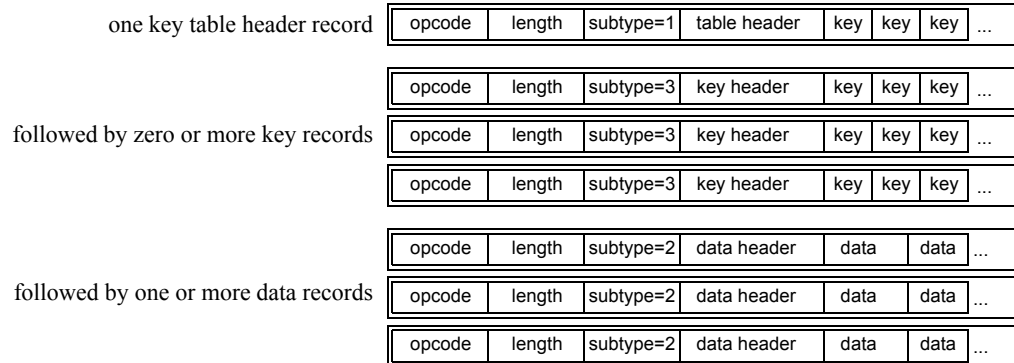 one key table header record opcode length subtype=1 table header key key key ...
opcode length subtype=3 key header key key key ...
followed by zero or more key records opcode length subtype=3 key header key key key ...
opcode length subtype=3 key header key key key ...
opcode length subtype=2 data header data data ...
followed by one or more data records opcode length subtype=2 data header data data ...
opcode length subtype=2 data header data data ...